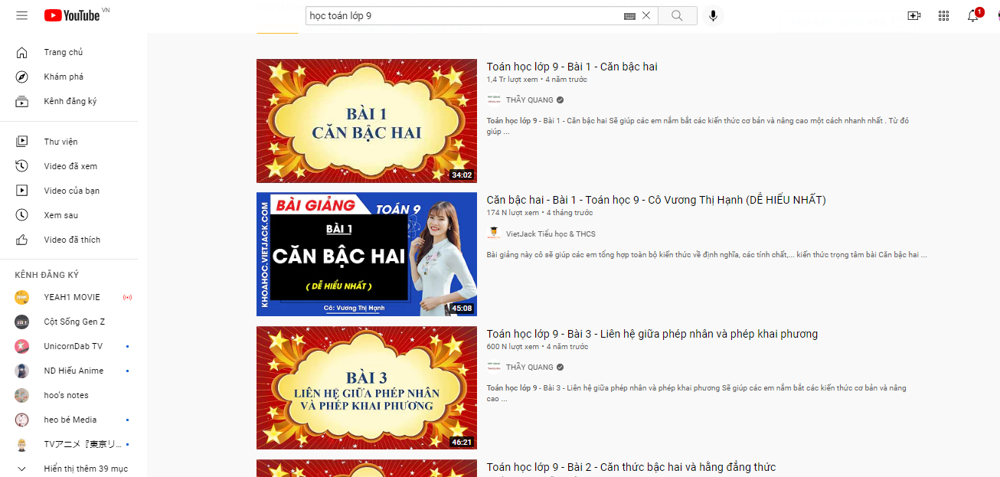 YouTube VN
học toán lớp 9
1
Trang chủ
Khám phá
Kênh đăng ký
Thư viện
Video đã xem
Video của bạn
Xem sau
Video đã thích
KÊNH ĐĂNG KÝ
YEAH1 MOVIE
Cột Sống Gen Z
UnicornDab TV
ND Hiếu Anime
hoo's notes
heo bé Media
TVアニメ『東京リ...
Hiển thị thêm 39 mục
BÀI 1
CĂN BẬC HAI
34:02
Toán học lớp 9 - Bài 1 - Căn bậc hai
1,4 Tr lượt xem • 4 năm trước
THẦY QUANG
Toán học lớp 9 - Bài 1 - Căn bậc hai Sẽ giúp các em nắm bắt các kiến thức cơ bản và nâng cao một cách nhanh nhất . Từ đó
giúp ...
KHOAHOC.VIETJACK.COM
BÀI GIẢNG
TOÁN 9
BÀI 1
CĂN BẬC HAI
( DỄ HIỂU NHẤT )
Cô: Vương Thị Hạnh
45:08
Căn bậc hai - Bài 1 - Toán học 9 - Cô Vương Thị Hạnh (DỄ HIỂU NHẤT)
174 N lượt xem • 4 tháng trước
VietJack Tiểu học & THCS
Bài giảng này cô sẽ giúp các em tổng hợp toàn bộ kiến thức về định nghĩa, các tính chất,... kiến thức trọng tâm bài Căn bậc hai ...
BÀI 3
LIÊN HỆ GIỮA PHÉP NHÂN
VÀ PHÉP KHAI PHƯƠNG
46:21
Toán học lớp 9 - Bài 3 - Liên hệ giữa phép nhân và phép khai phương
600 N lượt xem • 4 năm trước
THẦY QUANG
Toán học lớp 9 - Bài 3 - Liên hệ giữa phép nhân và phép khai phương Sẽ giúp các em nắm bắt các kiến thức cơ bản và nâng
cao ...
Toán học lớp 9 - Bài 2 - Căn thức bậc hai và hằng đẳng thức